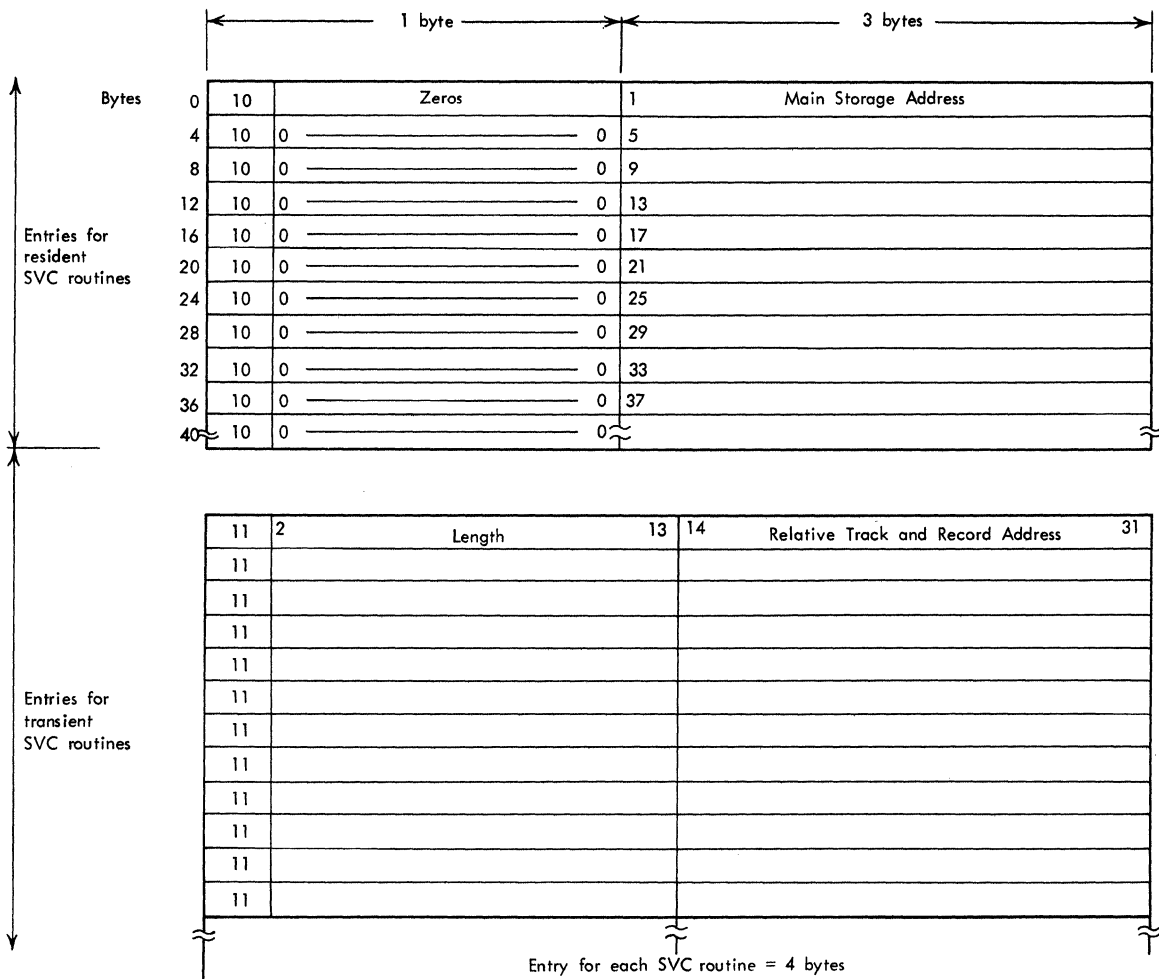 1 byte 3 bytes
Bytes 0 10 Zeros 1 Main Storage Address
4 10 0 0 5
8 10 0 0 9
12 10 0 0 13
16 10 0 0 17
20 10 0 0 21
24 10 0 0 25
28 10 0 0 29
32 10 0 0 33
36 10 0 0 37
40 10 0 0
Entries for
resident
SVC routines
11 2 Length 13 14 Relative Track and Record Address 31
11
11
11
11
11
11
11
11
11
11
11
Entries for
transient
SVC routines
Entry for each SVC routine = 4 bytes